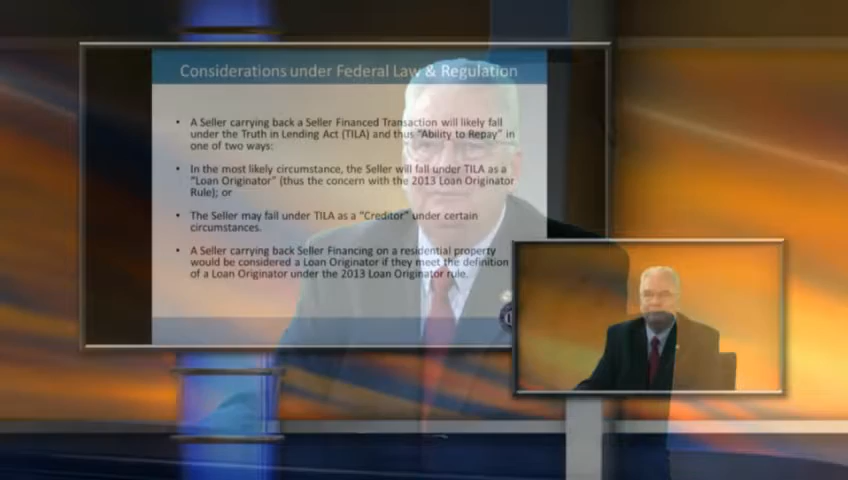 Considerations under Federal Law & Regulation
• A Seller carrying back a Seller Financed Transaction will likely fall
under the Truth in Lending Act (TILA) and thus "Ability to Repay" in
one of two ways:
• In the most likely circumstance, the Seller will fall under TILA as a
"Loan Originator" (thus the concern with the 2013 Loan Originator
Rule); or
• The Seller may fall under TILA as a "Creditor" under certain
circumstances.
• A Seller carrying back Seller Financing on a residential property
would be considered a Loan Originator if they meet the definition
of a Loan Originator under the 2013 Loan Originator rule.